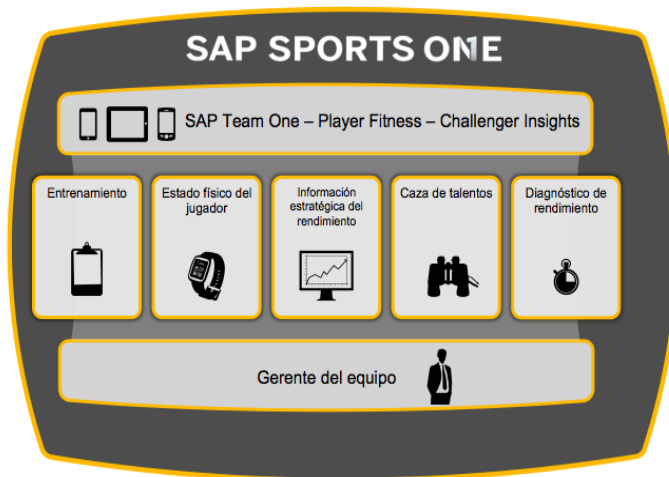 SAP SPORTS ONE
SAP Team One – Player Fitness – Challenger Insights
Entrenamiento
Estado físico del
jugador
Información
estratégica del
rendimiento
Caza de talentos
Diagnóstico de
rendimiento
Gerente del equipo